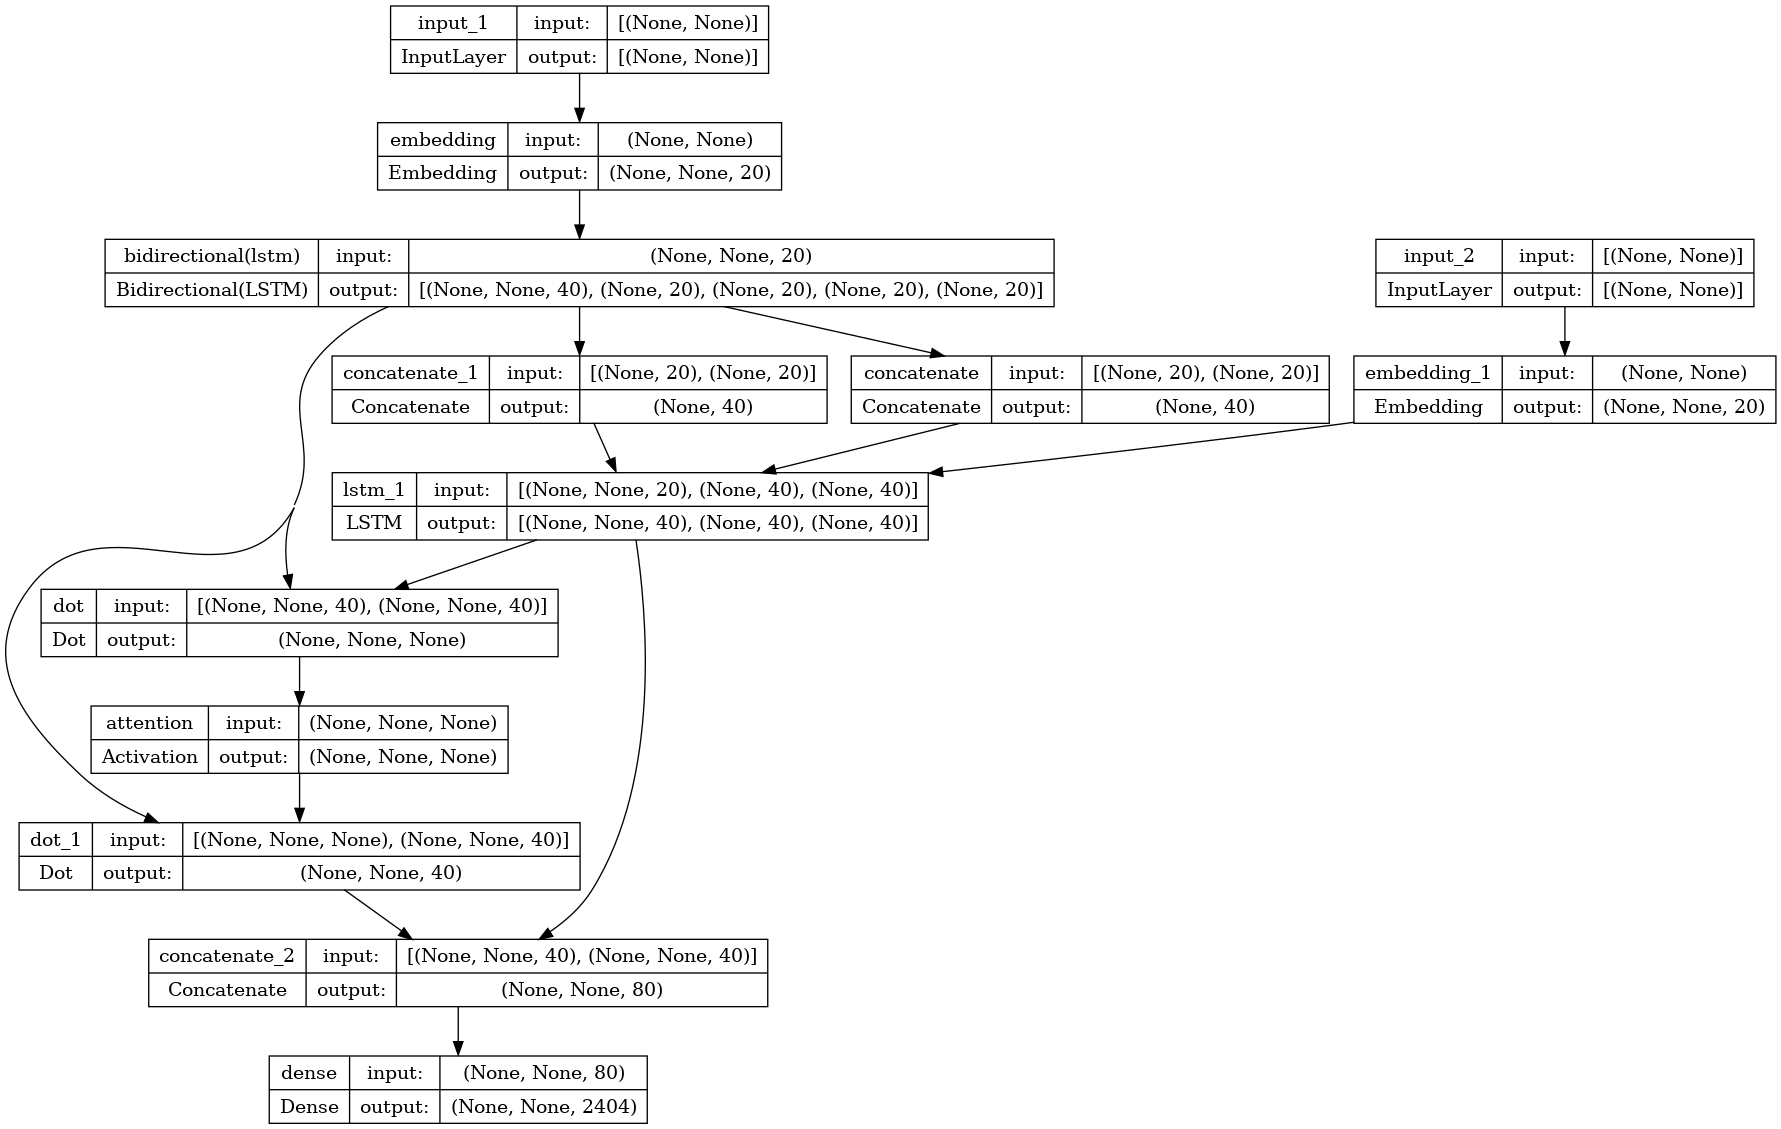 input_1 input: [(None, None)]
InputLayer output: [(None, None)]
embedding input: (None, None)
Embedding output: (None, None, 20)
bidirectional(lstm) input: (None, None, 20)
Bidirectional(LSTM) output: [(None, None, 40), (None, 20), (None, 20), (None, 20), (None, 20)]
input_2 input: [(None, None)]
InputLayer output: [(None, None)]
concatenate_1 input: [(None, 20), (None, 20)]
Concatenate output: (None, 40)
concatenate input: [(None, 20), (None, 20)]
Concatenate output: (None, 40)
embedding_1 input: (None, None)
Embedding output: (None, None, 20)
lstm_1 input: [(None, None, 20), (None, 40), (None, 40)]
LSTM output: [(None, None, 40), (None, 40), (None, 40)]
dot input: [(None, None, 40), (None, None, 40)]
Dot output: (None, None, None)
attention input: (None, None, None)
Activation output: (None, None, None)
dot_1 input: [(None, None, None), (None, None, 40)]
Dot output: (None, None, 40)
concatenate_2 input: [(None, None, 40), (None, None, 40)]
Concatenate output: (None, None, 80)
dense input: (None, None, 80)
Dense output: (None, None, 2404)